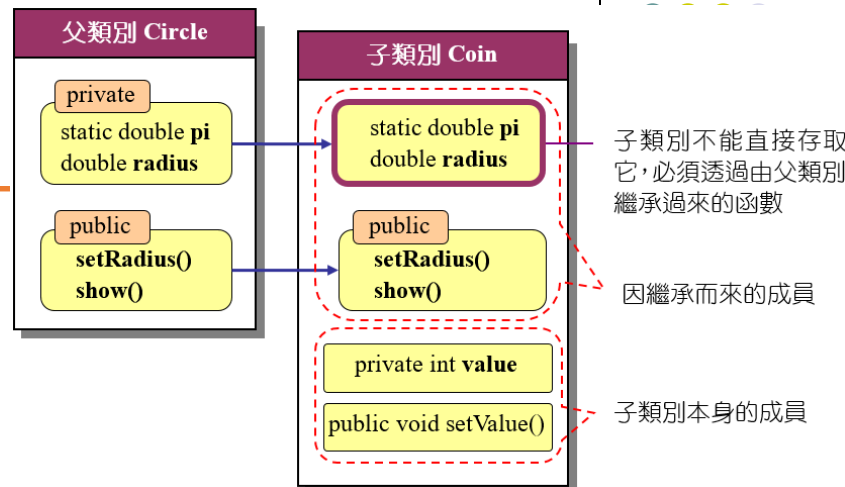 父類別 Circle
private
static double pi
double radius
public
setRadius()
show()
子類別 Coin
static double pi
double radius
public
setRadius()
show()
private int value
public void setValue()
子類別不能直接存取
它，必須透過由父類別
繼承過來的函數
因繼承而來的成員
子類別本身的成員